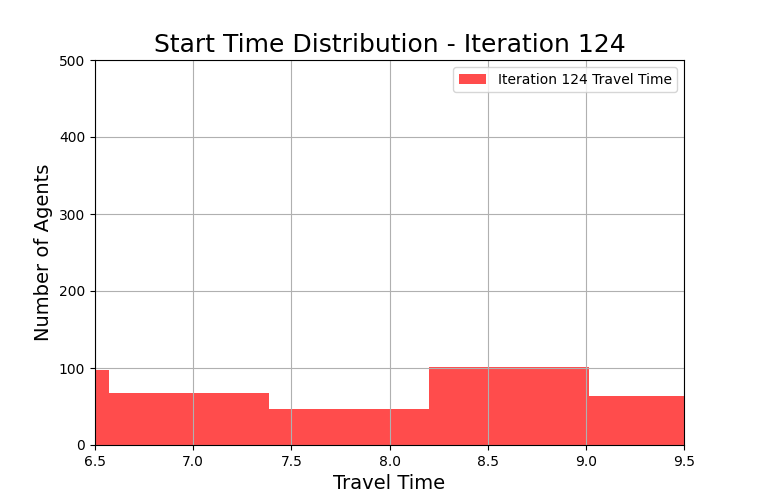 Start Time Distribution - Iteration 124
500
Iteration 124 Travel Time
400
300
200
100
0
Number of Agents
6.5 7.0 7.5 8.0 8.5 9.0 9.5
Travel Time